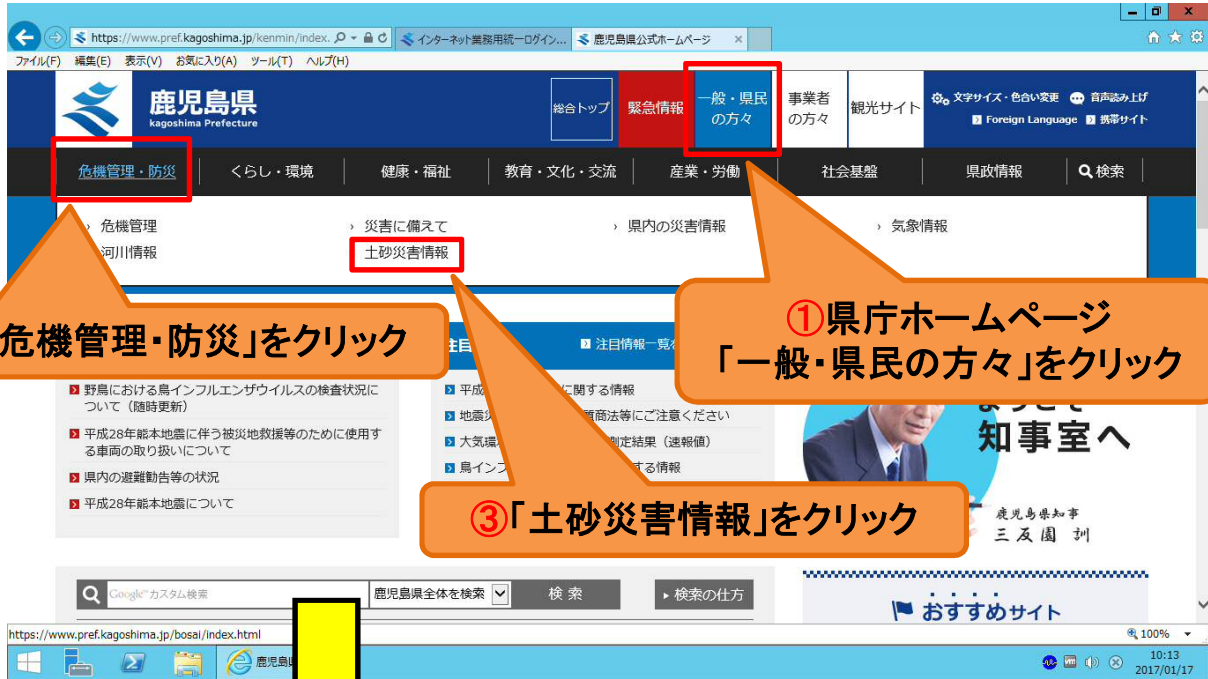 https://www.pref.kagoshima.jp/kenmin/index.
インターネット業務用統一ログイン...
鹿児島県公式ホームページ
ファイル(F) 編集(E) 表示(V) お気に入り(A) ツール(T) ヘルプ(H)
鹿児島県
Kagoshima Prefecture
総合トップ
緊急情報
一般・県民
の方々
事業者
の方々
観光サイト
文字サイズ・色合い変更 音声読み上げ
Foreign Language 携帯サイト
危機管理・防災 くらし・環境 健康・福祉 教育・文化・交流 産業・労働 社会基盤 県政情報 検索
危機管理 災害に備えて 県内の災害情報 気象情報
河川情報 土砂災害情報
危機管理・防災」をクリック
①県庁ホームページ
「一般・県民の方々」をクリック
注目
注目情報一覧を
野鳥における鳥インフルエンザウイルスの検査状況に
ついて（随時更新）
平成28年熊本地震に伴う被災地救援等のために使用す
る車両の取り扱いについて
県内の避難勧告等の状況
平成28年熊本地震について
平成
に関する情報
地震災
質商法等にご注意ください
大気環
測定結果（速報値）
鳥インフ
する情報
③「土砂災害情報」をクリック
ようこそ
知事室へ
鹿児島県知事
三反園 訓
Google カスタム検索
鹿児島県全体を検索
検索
検索の仕方
おすすめサイト
https://www.pref.kagoshima.jp/bosai/index.html
100%
鹿児島
10:13
2017/01/17